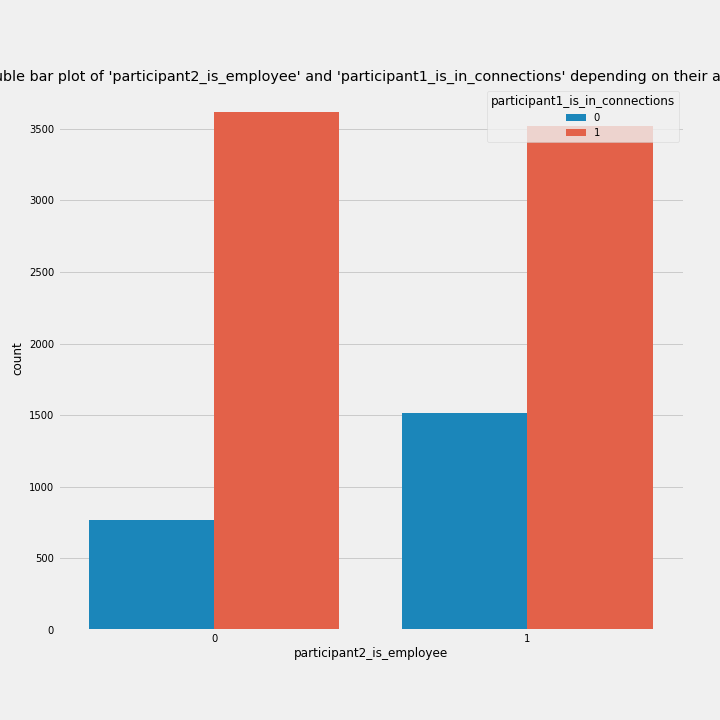 ble bar plot of 'participant2_is_employee' and 'participant1_is_in_connections' depending on their a
participant1_is_in_connections
0
1
3500
3000
2500
2000
1500
1000
500
0
count
0 1
participant2_is_employee